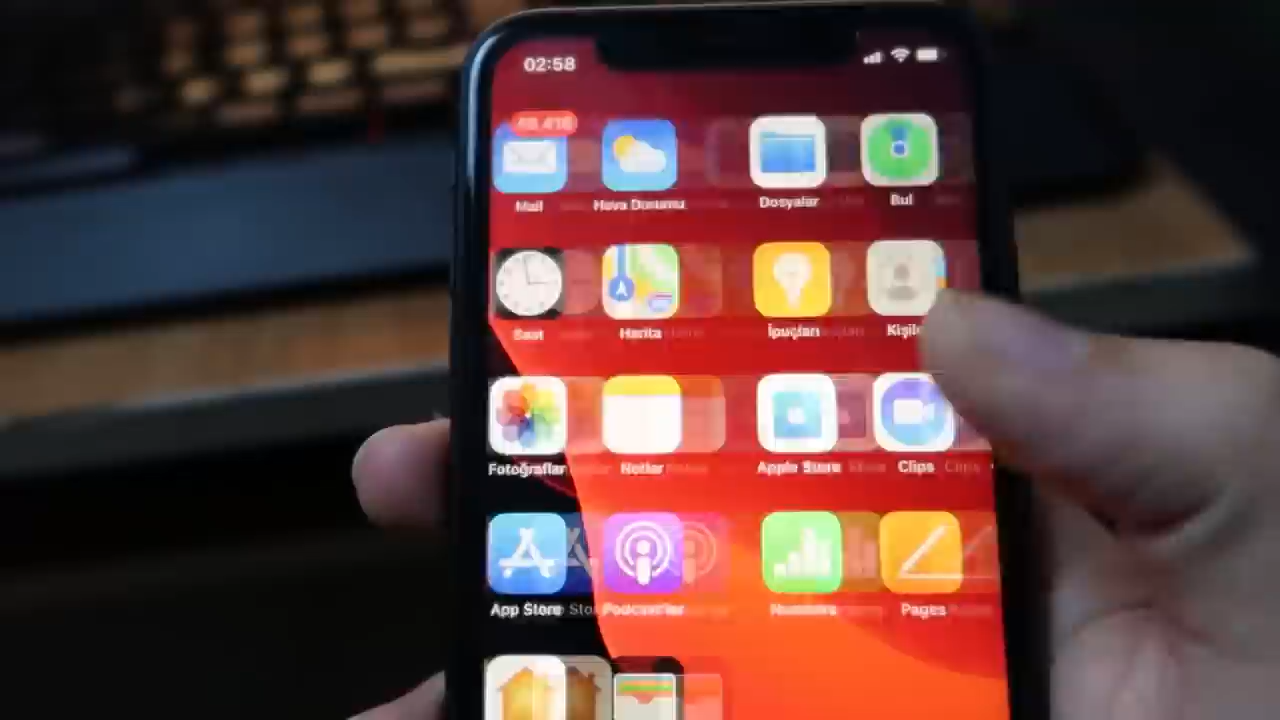 02:58
Mail
Hava Durumu
Dosyalar
Bul
Saat
Harita
İpuçları
Fotoğraflar
Notlar
Apple Store
Clips
App Store
Podcast'ler
Numbers
Pages